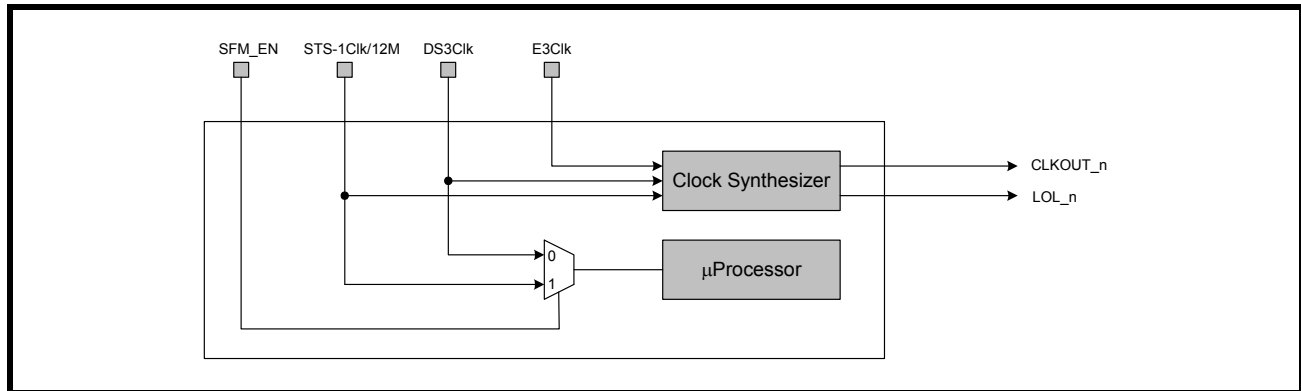 SFM_EN
STS-1Clk/12M
DS3Clk
E3Clk
Clock Synthesizer
CLKOUT_n
LOL_n
0
1
μProcessor